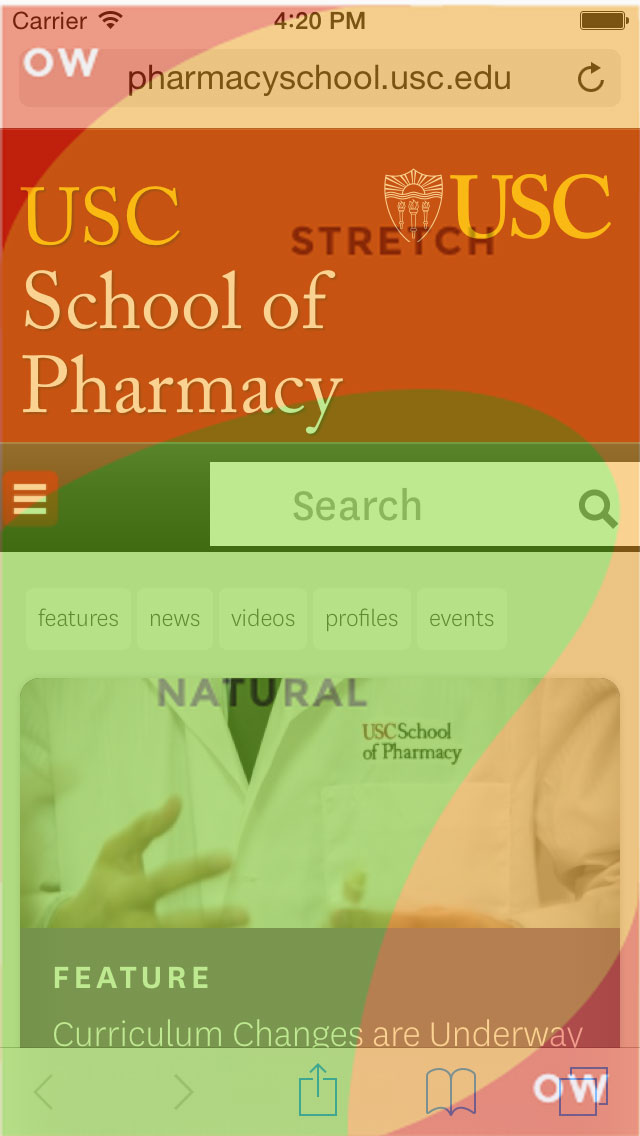 Carrier 4:20 PM
OW
pharmacyschool.usc.edu
USC
USC
STRETCH
School of
Pharmacy
Search
features news videos profiles events
NATURAL
USC School
of Pharmacy
FEATURE
Curriculum Changes are Underway
OW